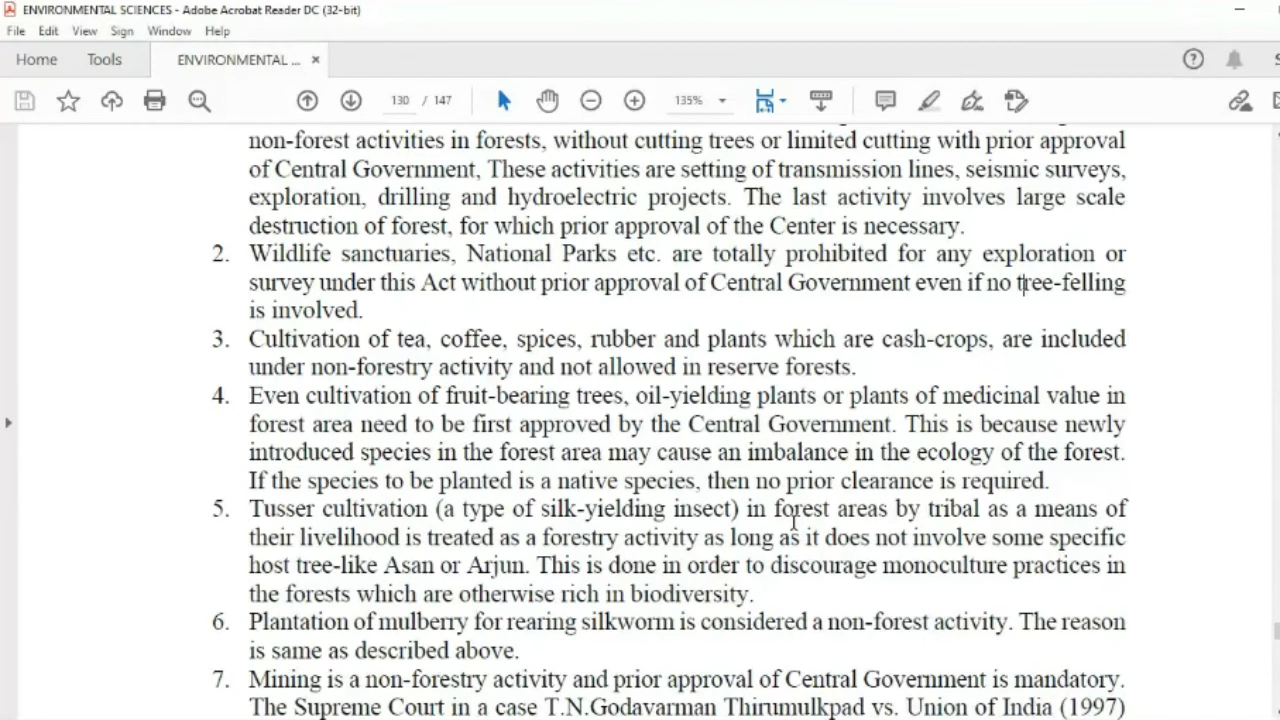 ENVIRONMENTAL SCIENCES - Adobe Acrobat Reader DC (32-bit)
File Edit View Sign Window Help
Home Tools ENVIRONMENTAL ... ×
130 / 147 135%
non-forest activities in forests, without cutting trees or limited cutting with prior approval
of Central Government, These activities are setting of transmission lines, seismic surveys,
exploration, drilling and hydroelectric projects. The last activity involves large scale
destruction of forest, for which prior approval of the Center is necessary.
2. Wildlife sanctuaries, National Parks etc. are totally prohibited for any exploration or
survey under this Act without prior approval of Central Government even if no tree-felling
is involved.
3. Cultivation of tea, coffee, spices, rubber and plants which are cash-crops, are included
under non-forestry activity and not allowed in reserve forests.
4. Even cultivation of fruit-bearing trees, oil-yielding plants or plants of medicinal value in
forest area need to be first approved by the Central Government. This is because newly
introduced species in the forest area may cause an imbalance in the ecology of the forest.
If the species to be planted is a native species, then no prior clearance is required.
5. Tusser cultivation (a type of silk-yielding insect) in forest areas by tribal as a means of
their livelihood is treated as a forestry activity as long as it does not involve some specific
host tree-like Asan or Arjun. This is done in order to discourage monoculture practices in
the forests which are otherwise rich in biodiversity.
6. Plantation of mulberry for rearing silkworm is considered a non-forest activity. The reason
is same as described above.
7. Mining is a non-forestry activity and prior approval of Central Government is mandatory.
The Supreme Court in a case T.N.Godavarman Thirumulkpad vs. Union of India (1997)